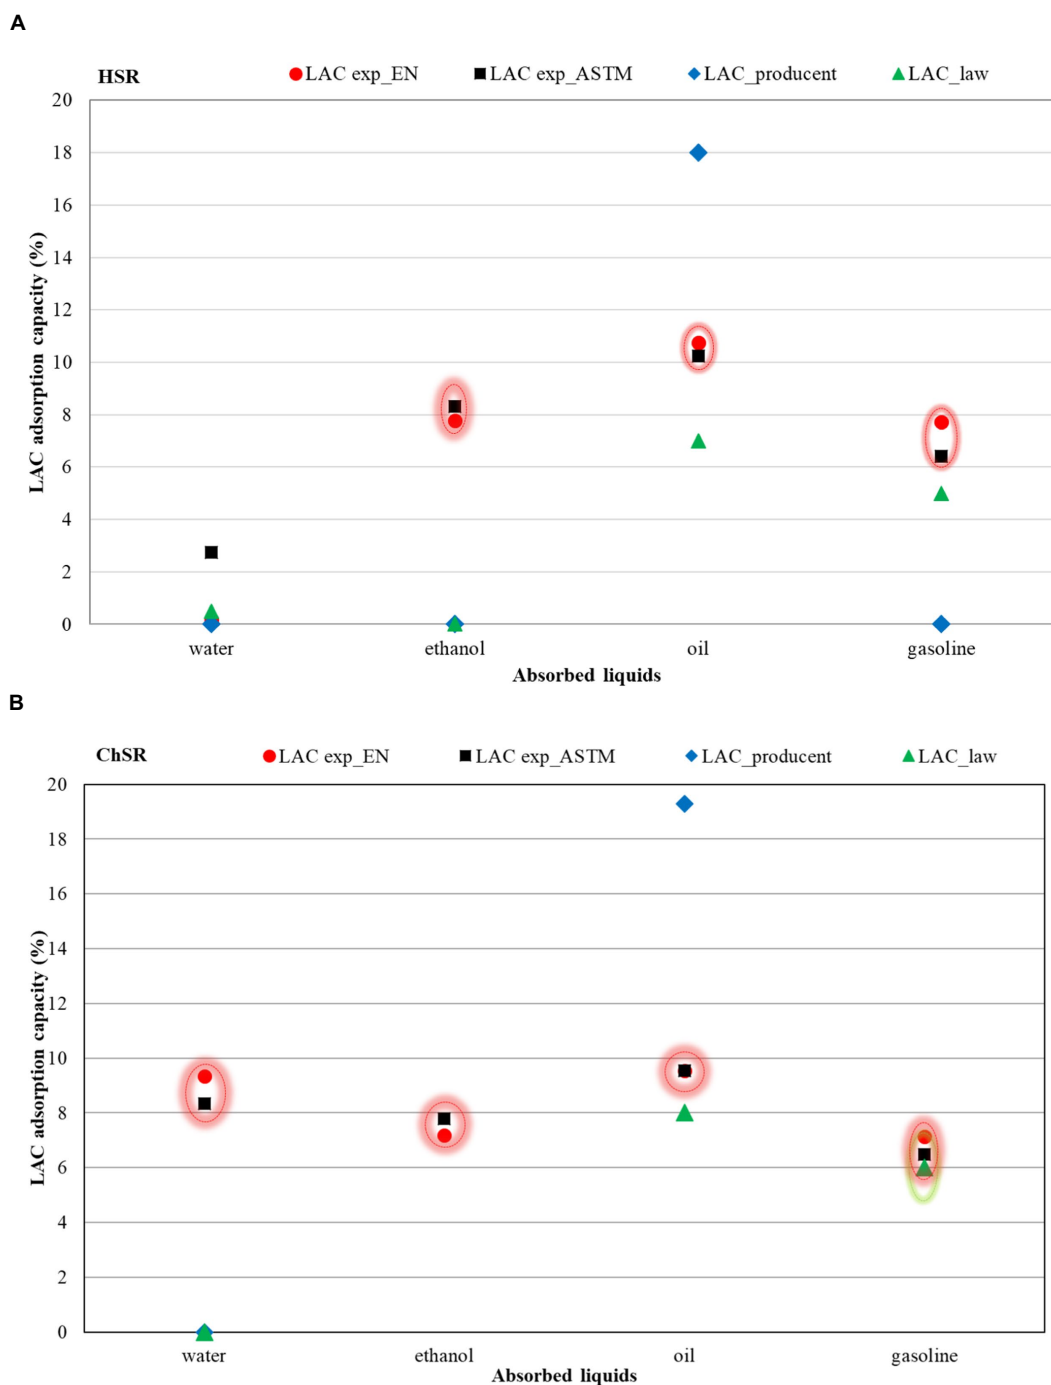 A
HSR LAC exp_EN LAC exp_ASTM LAC_producent LAC_law
20
18
16
14
12
10
8
6
4
2
0
LAC adsorption capacity (%)
water ethanol oil gasoline
Absorbed liquids
B
ChSR LAC exp_EN LAC exp_ASTM LAC_producent LAC_law
20
18
16
14
12
10
8
6
4
2
0
LAC adsorption capacity (%)
water ethanol oil gasoline
Absorbed liquids